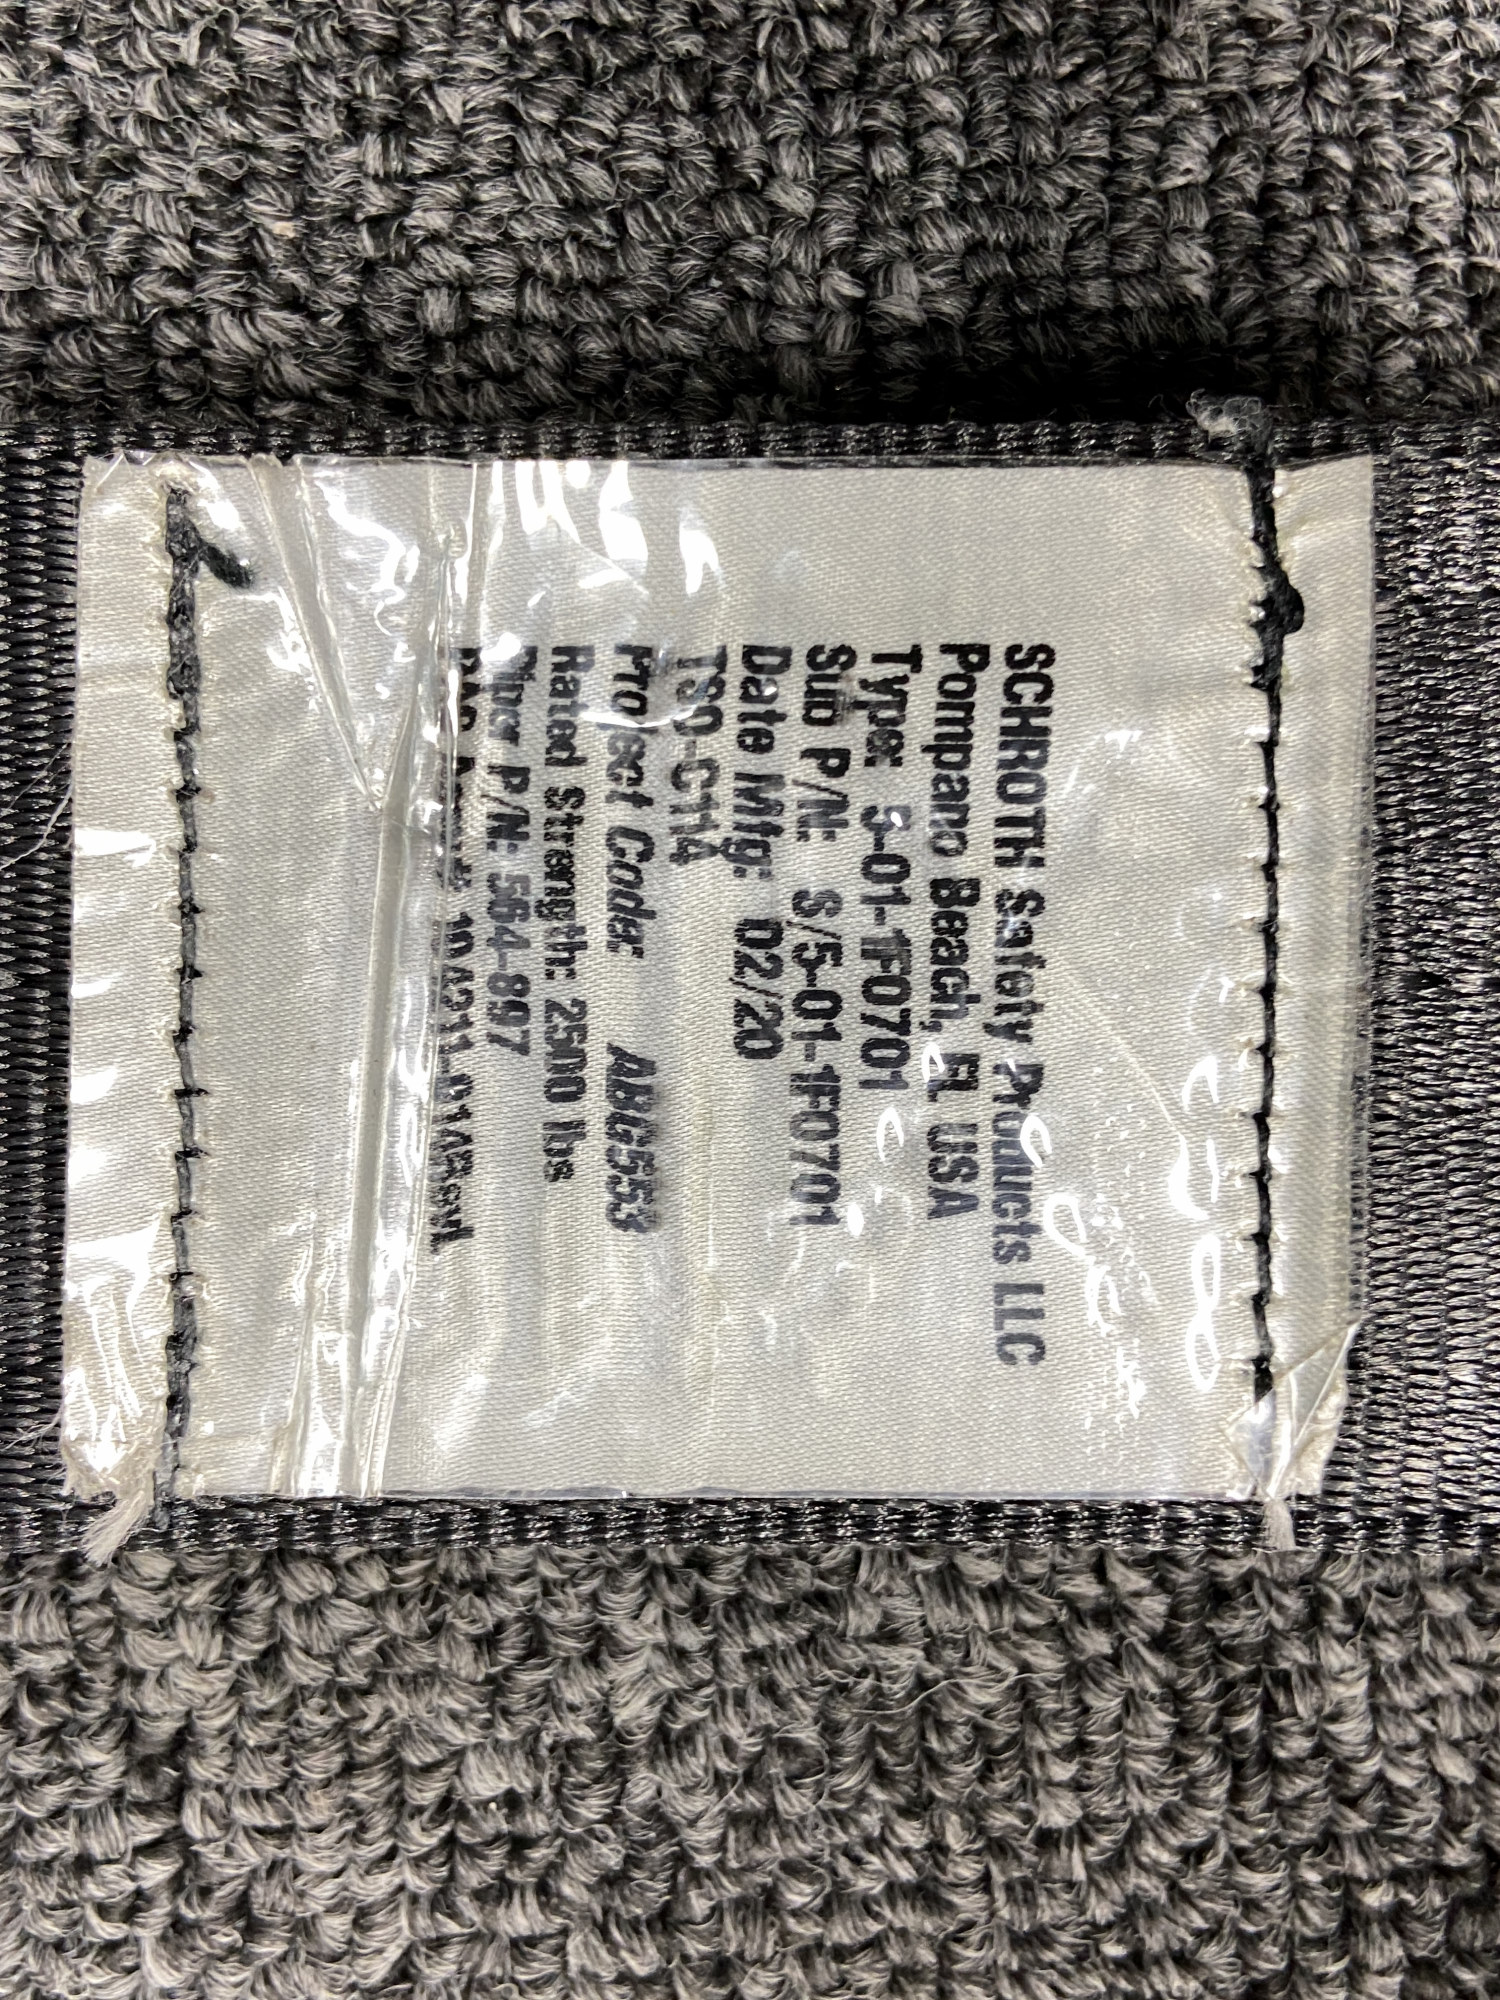 SCHROTH Safety Products LLC
Pompano Beach, FL USA
Type: 5-01-1F0701
Sub P/N: S/5-01-1F0701
Date Mfg: 02/20
TSO-C114
Project Code: ABG553
Rated Strength: 2500 lbs
Piper P/N: 564-897